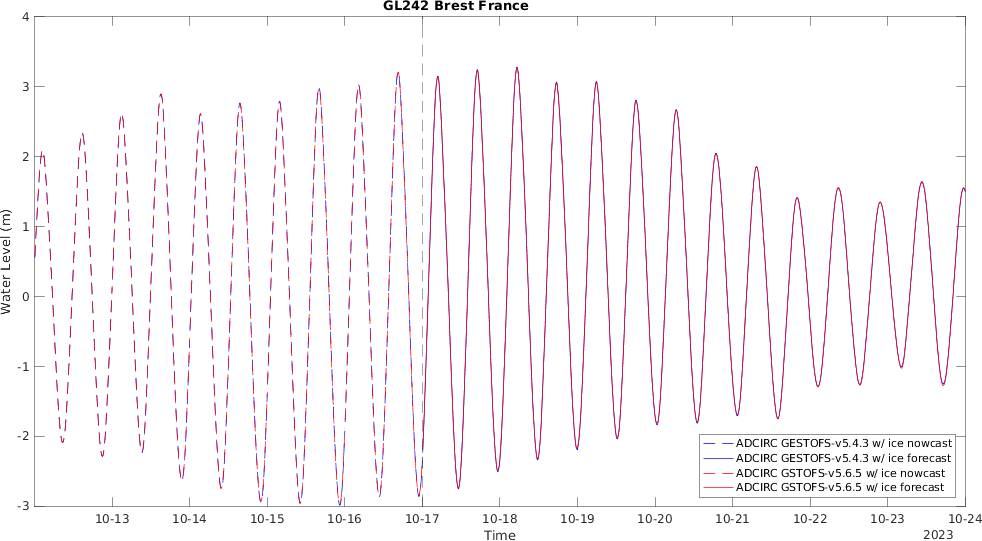 GL242 Brest France
4
3
2
1
0
-1
-2
-3
Water Level (m)
ADCIRC GESTOFS-v5.4.3 w/ ice nowcast
ADCIRC GESTOFS-v5.4.3 w/ ice forecast
ADCIRC GSTOFS-v5.6.5 w/ ice nowcast
ADCIRC GSTOFS-v5.6.5 w/ ice forecast
10-13 10-14 10-15 10-16 10-17 10-18 10-19 10-20 10-21 10-22 10-23 10-24
Time
2023